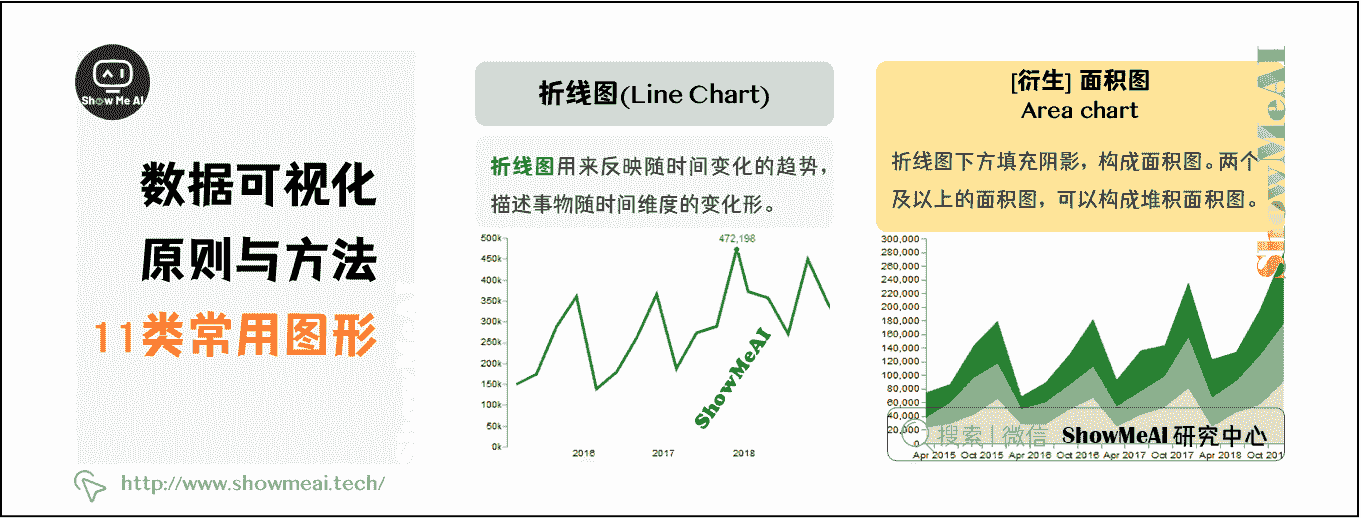 AI
Show Me AI
数据可视化
原则与方法
11类常用图形
http://www.showmeai.tech/
折线图(Line Chart)
折线图用来反映随时间变化的趋势,
描述事物随时间维度的变化形。
472,198
500k
450k
400k
350k
300k
250k
200k
150k
100k
50k
0k
2016
2017
2018
ShowMeAI
[衍生] 面积图
Area chart
折线图下方填充阴影, 构成面积图。两个
及以上的面积图, 可以构成堆积面积图。
ShowMeAI
300,000
280,000
260,000
240,000
220,000
200,000
180,000
160,000
140,000
120,000
100,000
80,000
60,000
40,000
20,000
0
搜索 | 微信 ShowMeAI 研究中心
Apr 2015 Oct 2015 Apr 2016 Oct 2016 Apr 2017 Oct 2017 Apr 2018 Oct 201